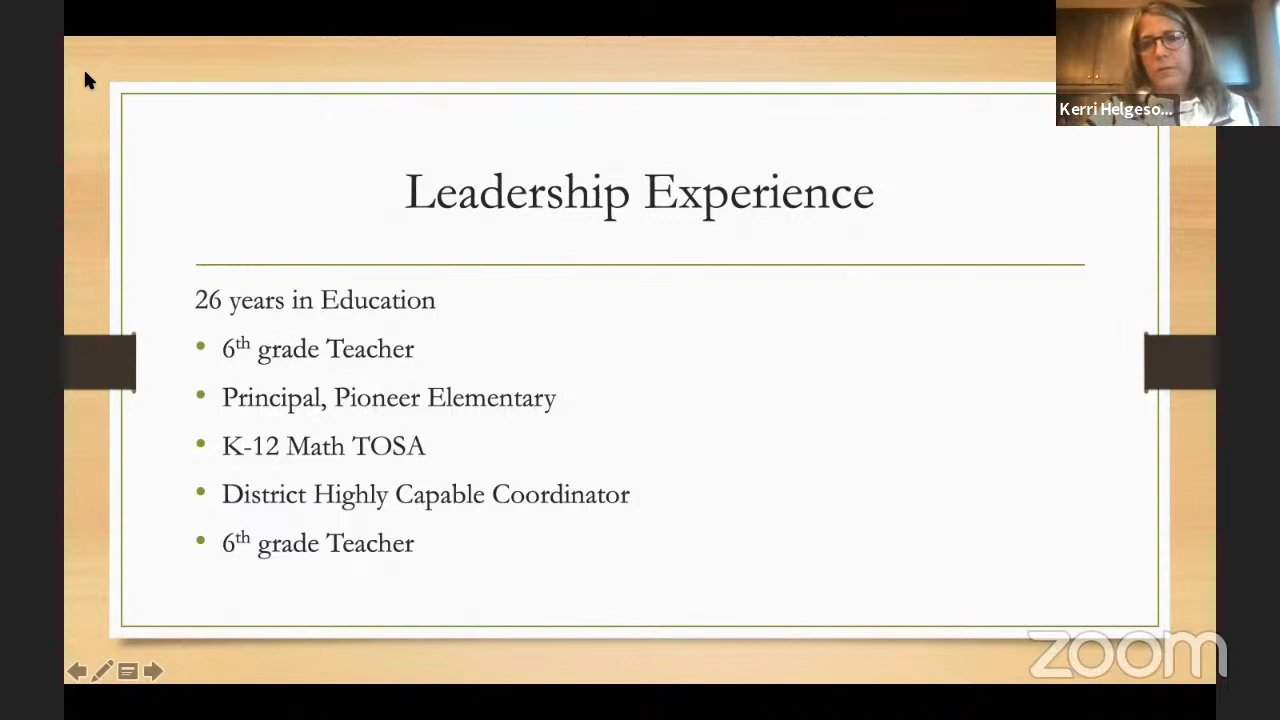 Kerri Helgeso...
Leadership Experience
26 years in Education
• 6th grade Teacher
• Principal, Pioneer Elementary
• K-12 Math TOSA
• District Highly Capable Coordinator
• 6th grade Teacher
zoom